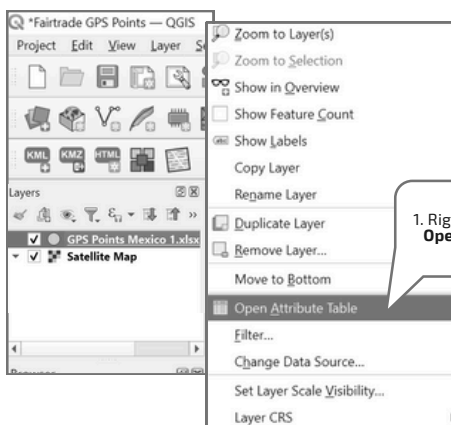 *Fairtrade GPS Points — QGIS
Project Edit View Layer
KML KMZ HTML
Layers
GPS Points Mexico 1.xlsx
Satellite Map
Zoom to Layer(s)
Zoom to Selection
Show in Overview
Show Feature Count
abc Show Labels
Copy Layer
Rename Layer
Duplicate Layer
Remove Layer...
Move to Bottom
Open Attribute Table
Filter...
Change Data Source...
Set Layer Scale Visibility...
Layer CRS
1. Rig
Ope